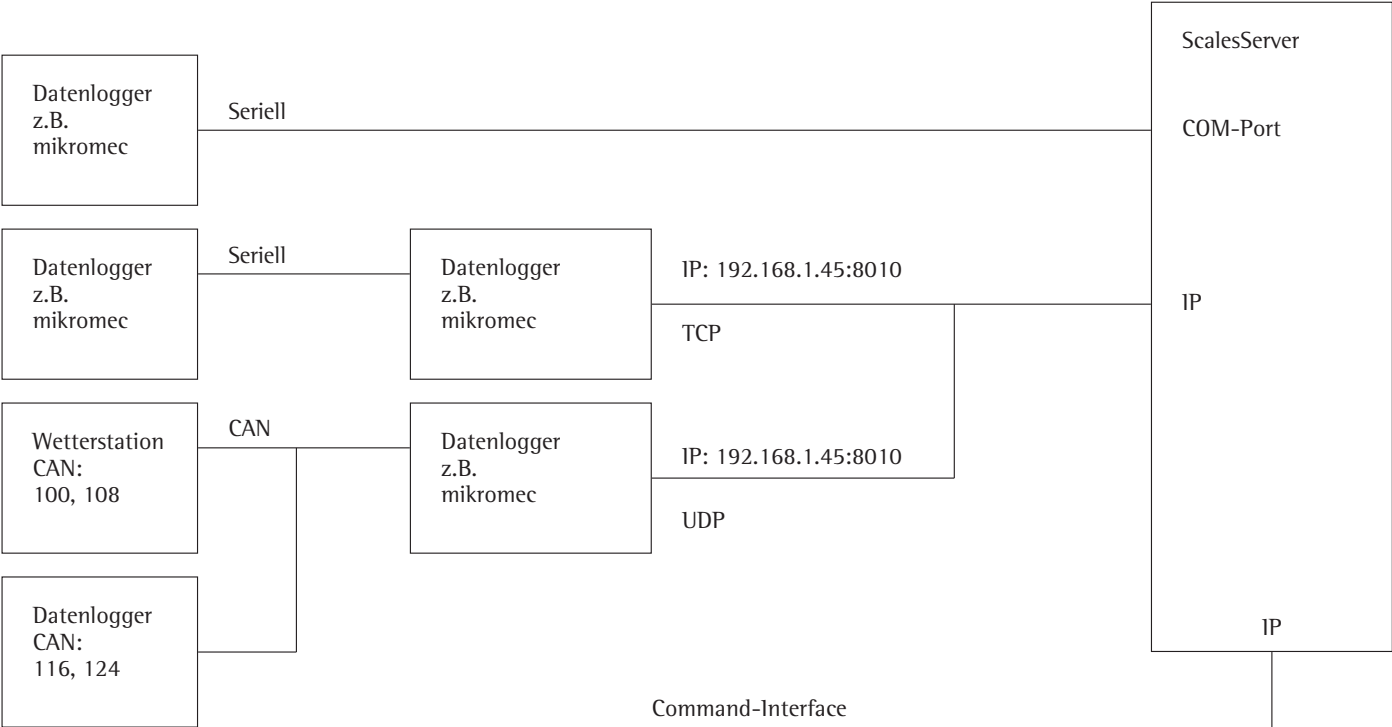 ScalesServer
Datenlogger
z.B.
mikromec
Seriell
COM-Port
Datenlogger
z.B.
mikromec
Seriell
Datenlogger
z.B.
mikromec
IP: 192.168.1.45:8010
TCP
IP
Wetterstation
CAN:
100, 108
CAN
Datenlogger
z.B.
mikromec
IP: 192.168.1.45:8010
UDP
Datenlogger
CAN:
116, 124
IP
Command-Interface